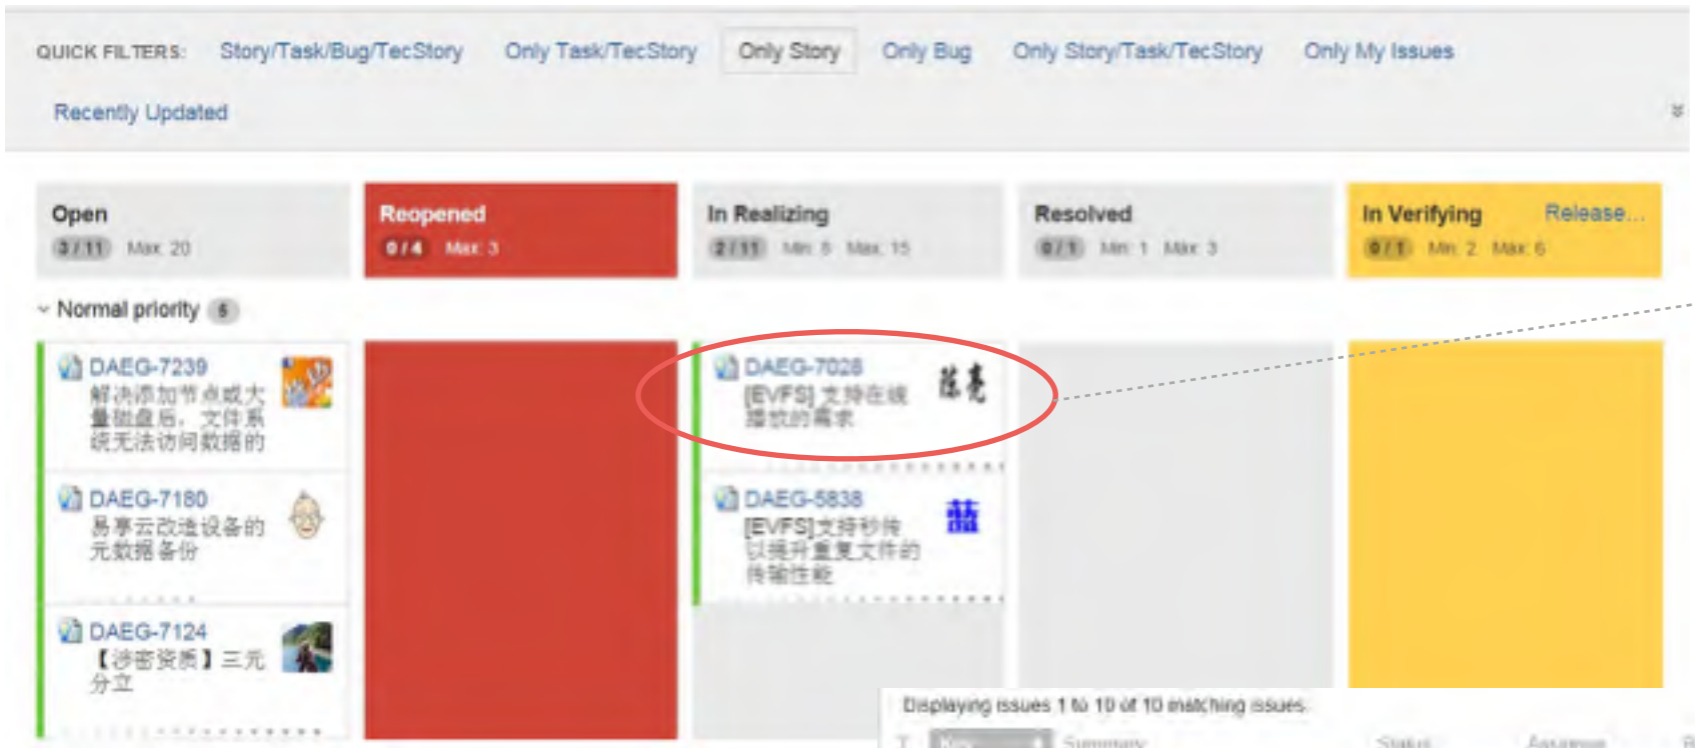 QUICK FILTERS: Story/Task/Bug/TecStory Only Task/TecStory Only Story Only Bug Only Story/Task/TecStory Only My Issues
Recently Updated
Open
3 / 11 Max: 20
Reopened
0 / 4 Max: 3
In Realizing
2 / 11 Min: 8 Max: 15
Resolved
0 / 1 Min: 1 Max: 3
In Verifying Release...
0 / 1 Min: 2 Max: 6
Normal priority 5
DAEG-7239
解决添加节点或大
量磁盘后，文件系
统无法访问数据的
DAEG-7180
易享云改造设备的
元数据备份
DAEG-7124
【涉密资质】三元
分立
DAEG-7028
[EVFS] 支持在线
播放的需求
陈亮
DAEG-5838
[EVFS]支持秒传
以提升重复文件的
传输性能
蓝
Displaying issues 1 to 10 of 10 matching issues.
T Key Summary Status Assignee